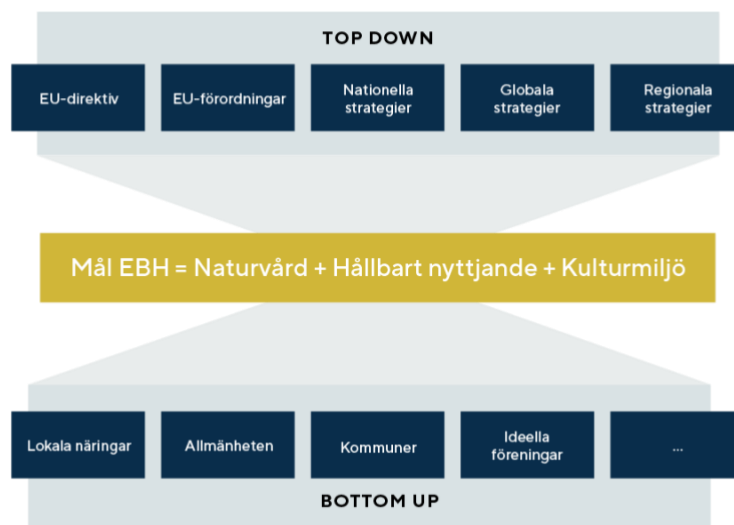 TOP DOWN
EU-direktiv
EU-förordningar
Nationella
strategier
Globala
strategier
Regionala
strategier
Mål EBH = Naturvård + Hållbart nyttjande + Kulturmiljö
Lokala näringar
Allmänheten
Kommuner
Ideella
föreningar
...
BOTTOM UP